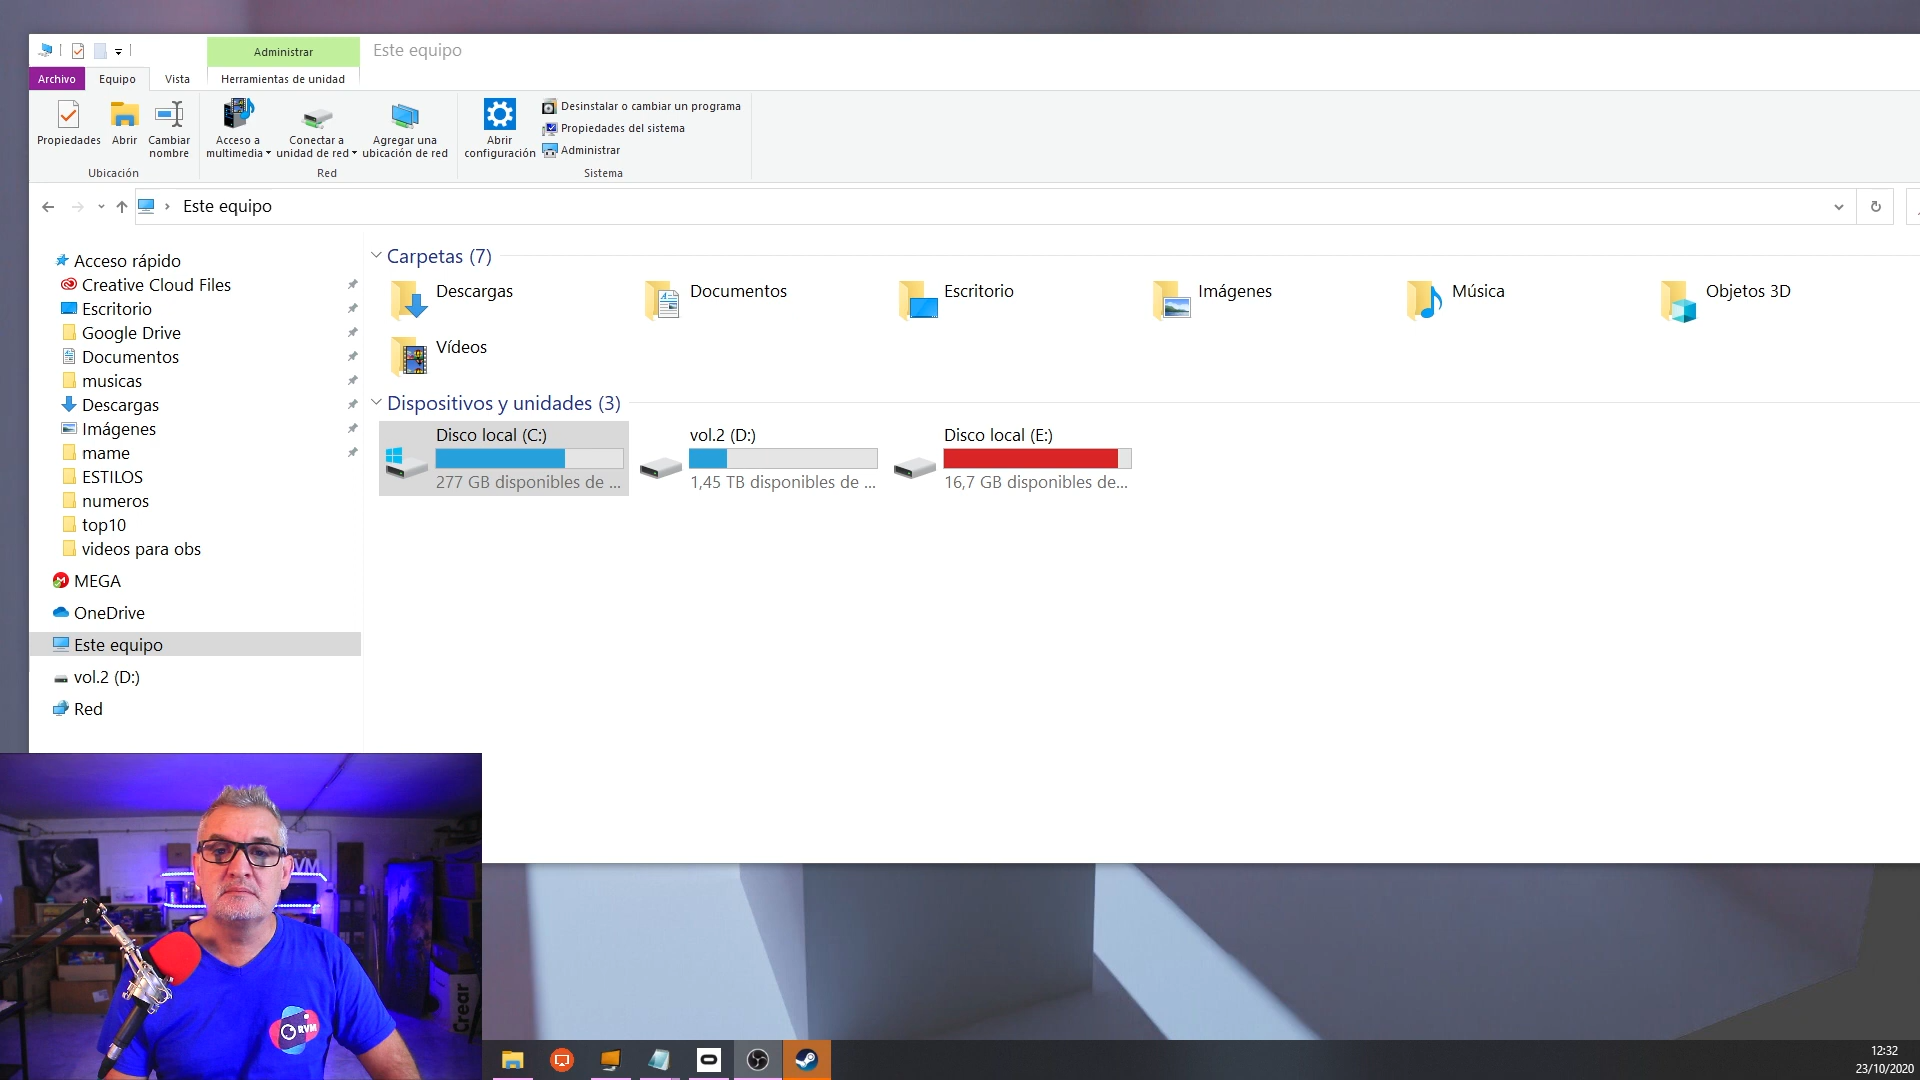 Administrar
Este equipo
Archivo
Equipo
Vista
Herramientas de unidad
Propiedades
Abrir
Cambiar
nombre
Ubicación
Acceso a
multimedia
Conectar a
unidad de red
Agregar una
ubicación de red
Red
Abrir
configuración
Desinstalar o cambiar un programa
Propiedades del sistema
Administrar
Sistema
Este equipo
Acceso rápido
Creative Cloud Files
Escritorio
Google Drive
Documentos
musicas
Descargas
Imágenes
mame
ESTILOS
numeros
top10
videos para obs
MEGA
OneDrive
Este equipo
vol.2 (D:)
Red
Carpetas (7)
Descargas
Documentos
Escritorio
Imágenes
Música
Objetos 3D
Vídeos
Dispositivos y unidades (3)
Disco local (C:)
277 GB disponibles de ...
vol.2 (D:)
1,45 TB disponibles de ...
Disco local (E:)
16,7 GB disponibles de...
RVM
Crear
12:32
23/10/2020